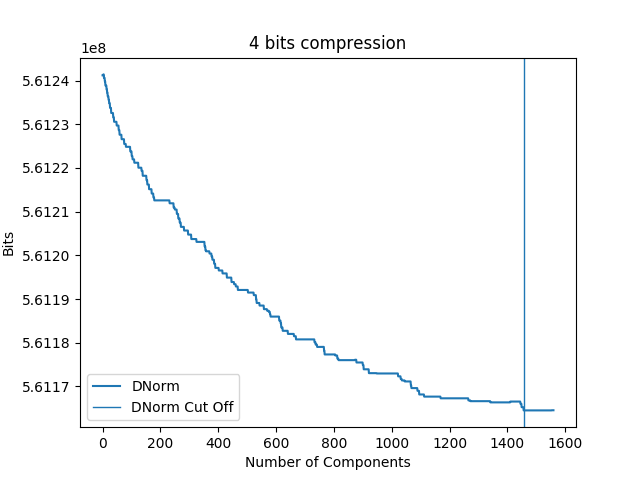 4 bits compression
1e8
5.6124
5.6123
5.6122
5.6121
5.6120
5.6119
5.6118
5.6117
Bits
DNorm
DNorm Cut Off
0 200 400 600 800 1000 1200 1400 1600
Number of Components